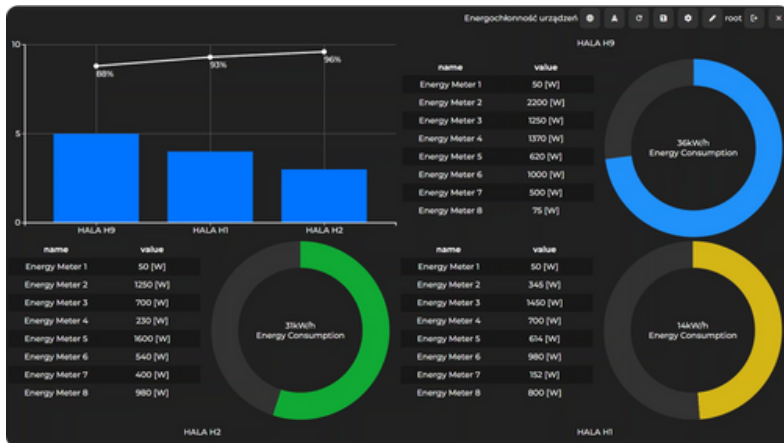 Energochłonność urządzeń root
10
88%
93%
96%
5
0
HALA H9 HALA H1 HALA H2
HALA H9
name value
Energy Meter 1 50 [W]
Energy Meter 2 2200 [W]
Energy Meter 3 1250 [W]
Energy Meter 4 1370 [W]
Energy Meter 5 620 [W]
Energy Meter 6 1000 [W]
Energy Meter 7 500 [W]
Energy Meter 8 75 [W]
36kW/h
Energy Consumption
name value
Energy Meter 1 50 [W]
Energy Meter 2 1250 [W]
Energy Meter 3 700 [W]
Energy Meter 4 230 [W]
Energy Meter 5 1600 [W]
Energy Meter 6 540 [W]
Energy Meter 7 400 [W]
Energy Meter 8 980 [W]
31kW/h
Energy Consumption
HALA H2
name value
Energy Meter 1 50 [W]
Energy Meter 2 345 [W]
Energy Meter 3 1450 [W]
Energy Meter 4 700 [W]
Energy Meter 5 614 [W]
Energy Meter 6 980 [W]
Energy Meter 7 152 [W]
Energy Meter 8 800 [W]
14kW/h
Energy Consumption
HALA H1